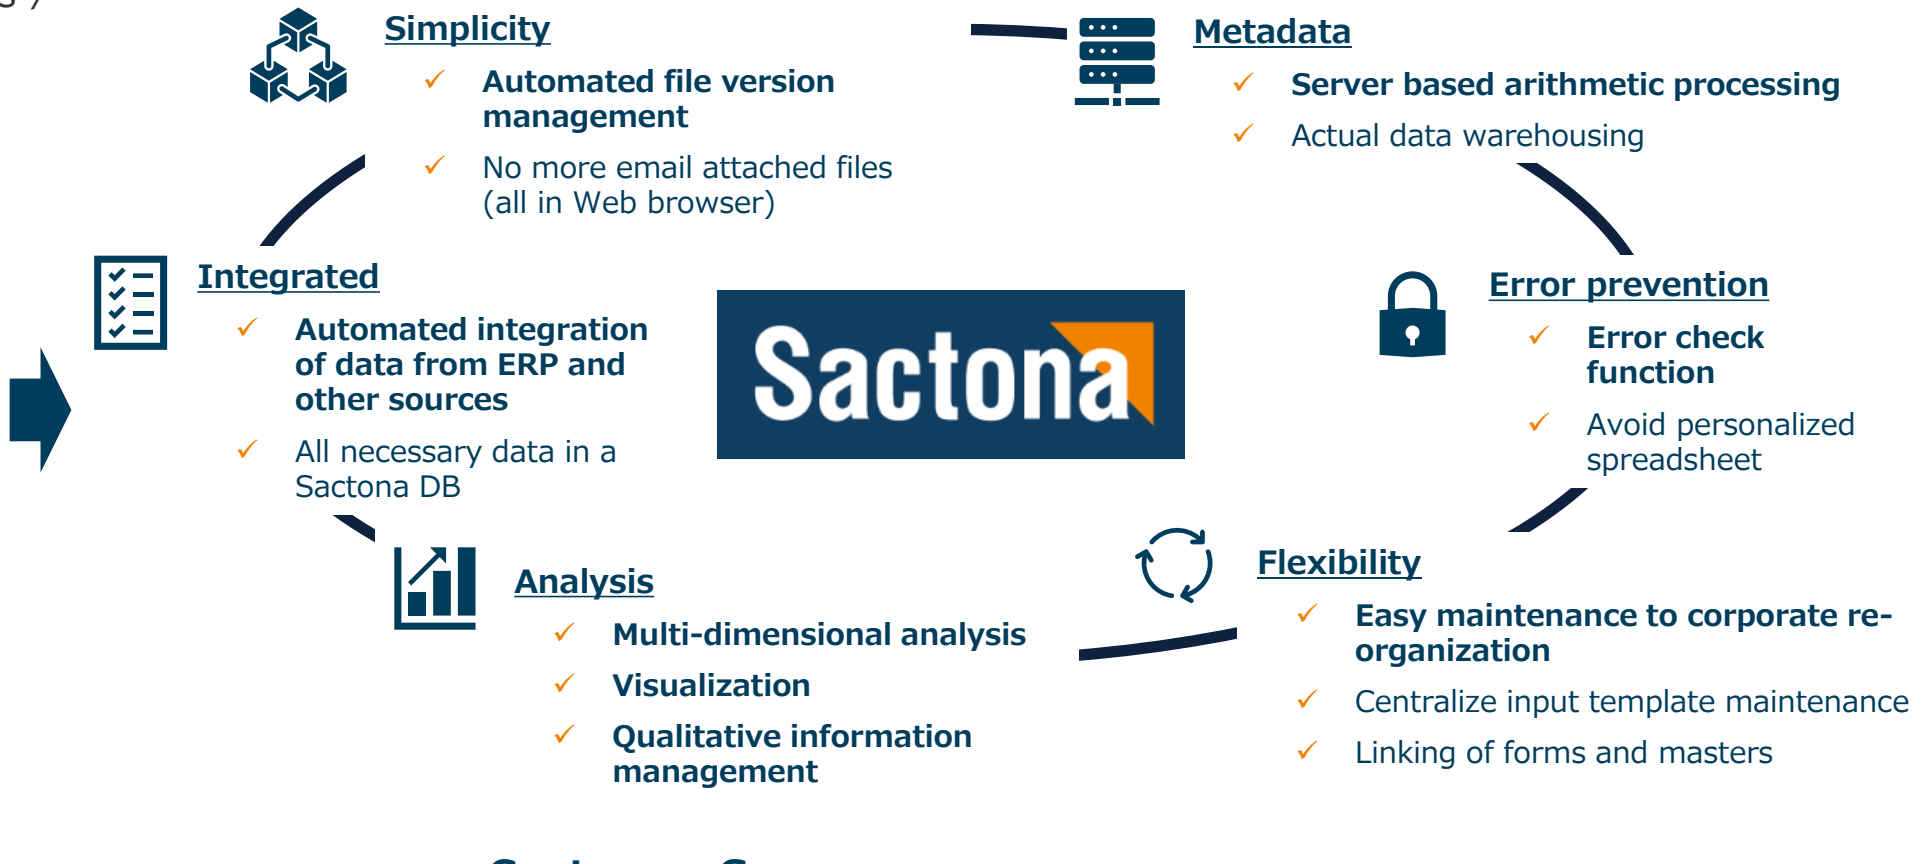 Simplicity
Automated file version
management
No more email attached files
(all in Web browser)
Metadata
Server based arithmetic processing
Actual data warehousing
Integrated
Automated integration
of data from ERP and
other sources
All necessary data in a
Sactona DB
Sactona
Error prevention
Error check
function
Avoid personalized
spreadsheet
Analysis
Multi-dimensional analysis
Visualization
Qualitative information
management
Flexibility
Easy maintenance to corporate re-
organization
Centralize input template maintenance
Linking of forms and masters